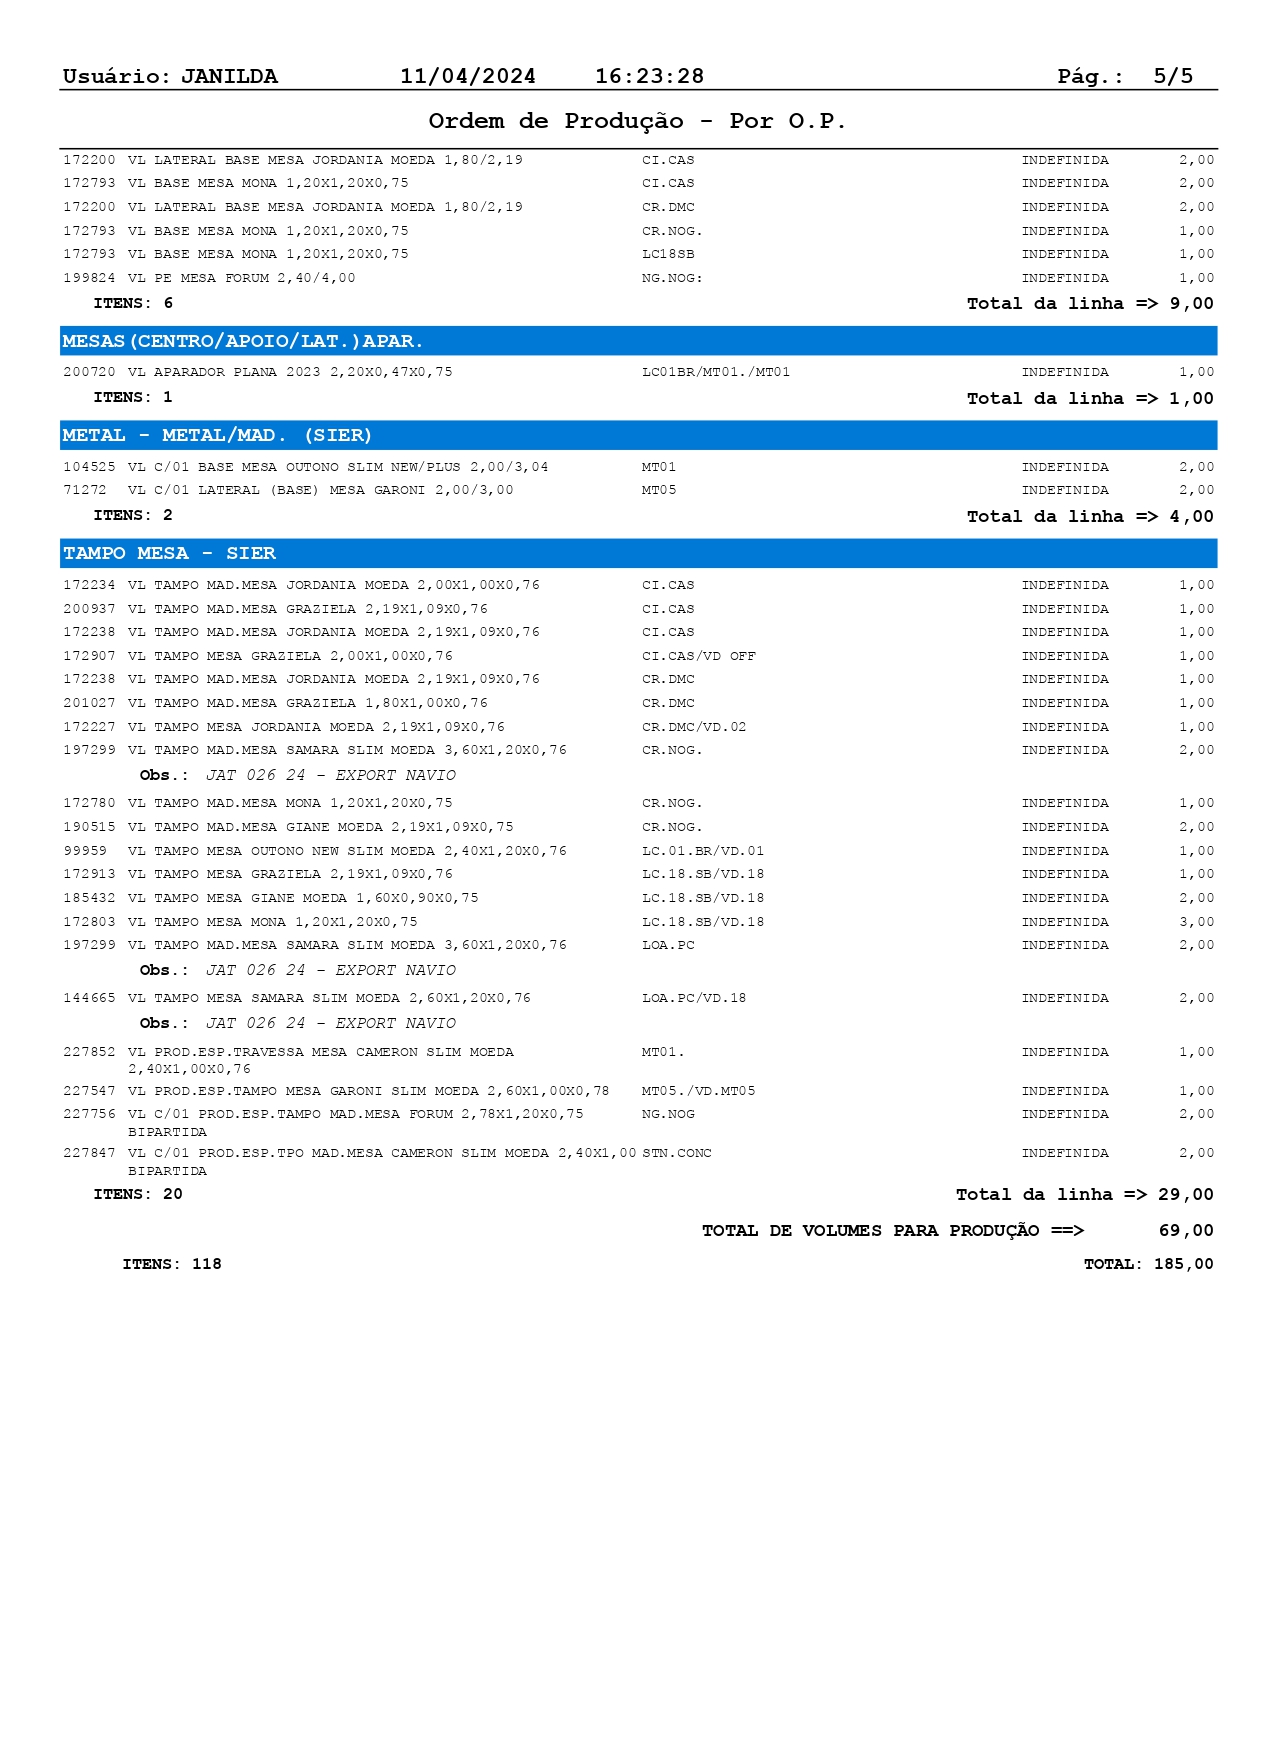 Usuário: JANILDA 11/04/2024 16:23:28 Pág.: 5/5
Ordem de Produção - Por O.P.
172200 VL LATERAL BASE MESA JORDANIA MOEDA 1,80/2,19 CI.CAS INDEFINIDA 2,00
172793 VL BASE MESA MONA 1,20X1,20X0,75 CI.CAS INDEFINIDA 2,00
172200 VL LATERAL BASE MESA JORDANIA MOEDA 1,80/2,19 CR.DMC INDEFINIDA 2,00
172793 VL BASE MESA MONA 1,20X1,20X0,75 CR.NOG. INDEFINIDA 1,00
172793 VL BASE MESA MONA 1,20X1,20X0,75 LC18SB INDEFINIDA 1,00
199824 VL PE MESA FORUM 2,40/4,00 NG.NOG: INDEFINIDA 1,00
ITENS: 6 Total da linha => 9,00
MESAS(CENTRO/APOIO/LAT.)APAR.
200720 VL APARADOR PLANA 2023 2,20X0,47X0,75 LC01BR/MT01./MT01 INDEFINIDA 1,00
ITENS: 1 Total da linha => 1,00
METAL - METAL/MAD. (SIER)
104525 VL C/01 BASE MESA OUTONO SLIM NEW/PLUS 2,00/3,04 MT01 INDEFINIDA 2,00
71272 VL C/01 LATERAL (BASE) MESA GARONI 2,00/3,00 MT05 INDEFINIDA 2,00
ITENS: 2 Total da linha => 4,00
TAMPO MESA - SIER
172234 VL TAMPO MAD.MESA JORDANIA MOEDA 2,00X1,00X0,76 CI.CAS INDEFINIDA 1,00
200937 VL TAMPO MAD.MESA GRAZIELA 2,19X1,09X0,76 CI.CAS INDEFINIDA 1,00
172238 VL TAMPO MAD.MESA JORDANIA MOEDA 2,19X1,09X0,76 CI.CAS INDEFINIDA 1,00
172907 VL TAMPO MESA GRAZIELA 2,00X1,00X0,76 CI.CAS/VD OFF INDEFINIDA 1,00
172238 VL TAMPO MAD.MESA JORDANIA MOEDA 2,19X1,09X0,76 CR.DMC INDEFINIDA 1,00
201027 VL TAMPO MAD.MESA GRAZIELA 1,80X1,00X0,76 CR.DMC INDEFINIDA 1,00
172227 VL TAMPO MESA JORDANIA MOEDA 2,19X1,09X0,76 CR.DMC/VD.02 INDEFINIDA 1,00
197299 VL TAMPO MAD.MESA SAMARA SLIM MOEDA 3,60X1,20X0,76 CR.NOG. INDEFINIDA 2,00
Obs.: JAT 026 24 - EXPORT NAVIO
172780 VL TAMPO MAD.MESA MONA 1,20X1,20X0,75 CR.NOG. INDEFINIDA 1,00
190515 VL TAMPO MAD.MESA GIANE MOEDA 2,19X1,09X0,75 CR.NOG. INDEFINIDA 2,00
99959 VL TAMPO MESA OUTONO NEW SLIM MOEDA 2,40X1,20X0,76 LC.01.BR/VD.01 INDEFINIDA 1,00
172913 VL TAMPO MESA GRAZIELA 2,19X1,09X0,76 LC.18.SB/VD.18 INDEFINIDA 1,00
185432 VL TAMPO MESA GIANE MOEDA 1,60X0,90X0,75 LC.18.SB/VD.18 INDEFINIDA 2,00
172803 VL TAMPO MESA MONA 1,20X1,20X0,75 LC.18.SB/VD.18 INDEFINIDA 3,00
197299 VL TAMPO MAD.MESA SAMARA SLIM MOEDA 3,60X1,20X0,76 LOA.PC INDEFINIDA 2,00
Obs.: JAT 026 24 - EXPORT NAVIO
144665 VL TAMPO MESA SAMARA SLIM MOEDA 2,60X1,20X0,76 LOA.PC/VD.18 INDEFINIDA 2,00
Obs.: JAT 026 24 - EXPORT NAVIO
227852 VL PROD.ESP.TRAVESSA MESA CAMERON SLIM MOEDA MT01. INDEFINIDA 1,00
2,40X1,00X0,76
227547 VL PROD.ESP.TAMPO MESA GARONI SLIM MOEDA 2,60X1,00X0,78 MT05./VD.MT05 INDEFINIDA 1,00
227756 VL C/01 PROD.ESP.TAMPO MAD.MESA FORUM 2,78X1,20X0,75 NG.NOG INDEFINIDA 2,00
BIPARTIDA
227847 VL C/01 PROD.ESP.TPO MAD.MESA CAMERON SLIM MOEDA 2,40X1,00 STN.CONC INDEFINIDA 2,00
BIPARTIDA
ITENS: 20 Total da linha => 29,00
TOTAL DE VOLUMES PARA PRODUÇÃO ==> 69,00
ITENS: 118 TOTAL: 185,00